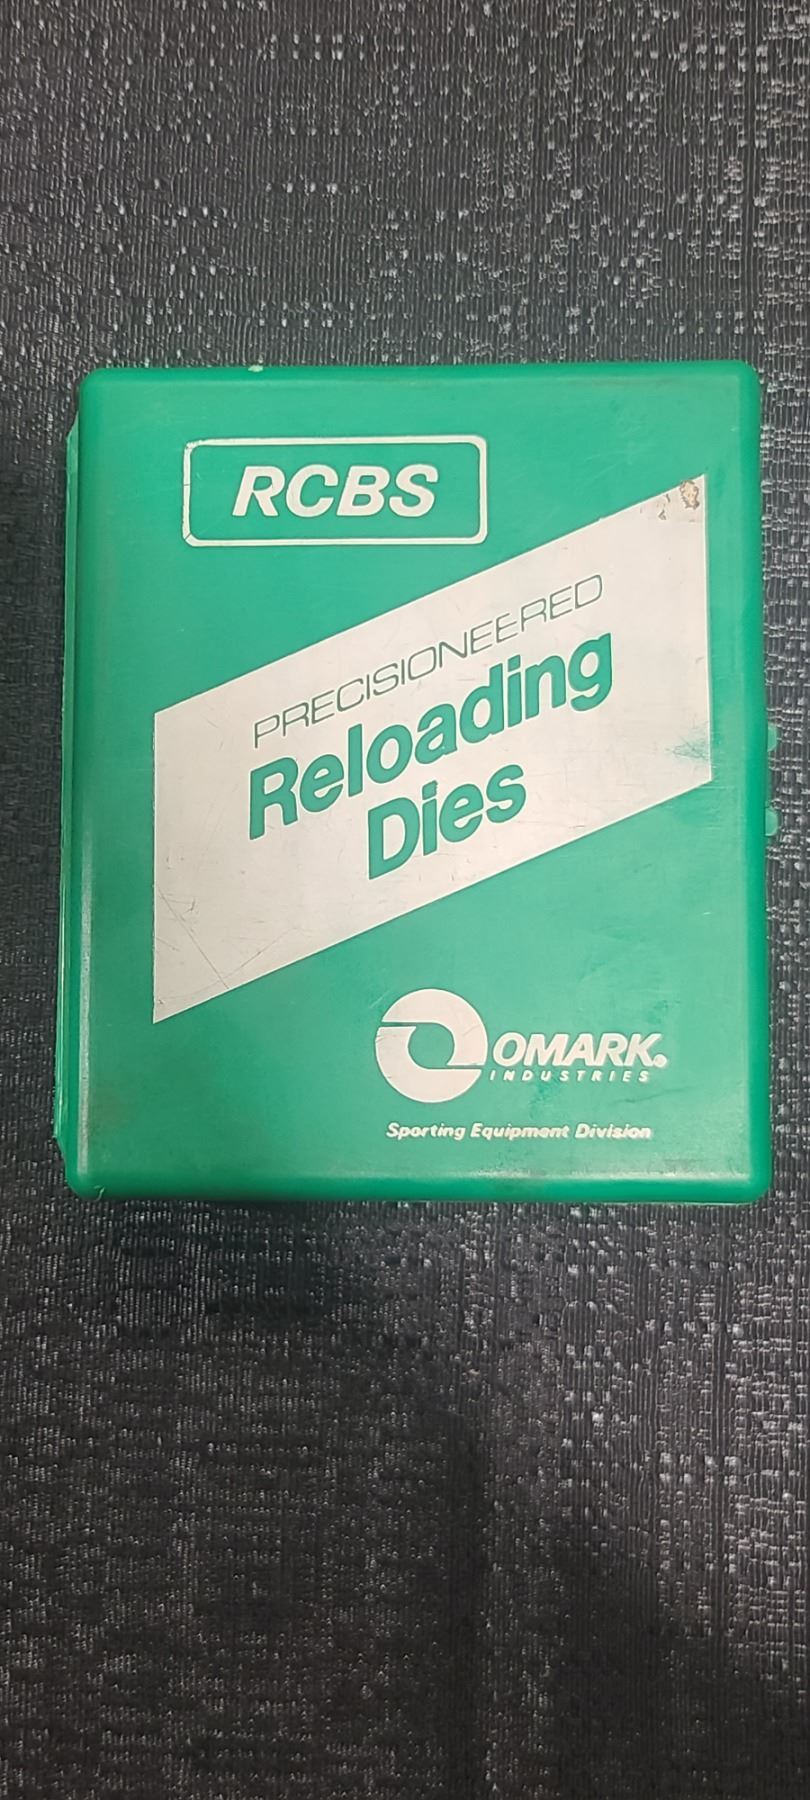 RCBS
PRECISIONEERED
Reloading
Dies
OMARK®
INDUSTRIES
Sporting Equipment Division